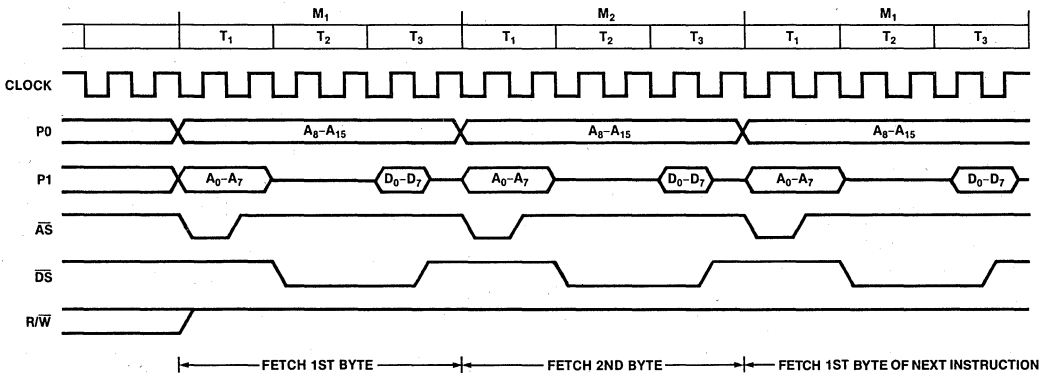 M1 M2 M1
T1 T2 T3 T1 T2 T3 T1 T2 T3
CLOCK
P0 A8–A15 A8–A15 A8–A15
P1 A0–A7 D0–D7 A0–A7 D0–D7 A0–A7 D0–D7
A̅S̅
D̅S̅
R/W̅
FETCH 1ST BYTE FETCH 2ND BYTE FETCH 1ST BYTE OF NEXT INSTRUCTION